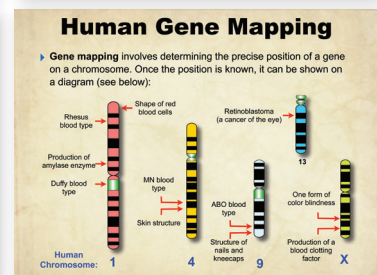 Human Gene Mapping
Gene mapping involves determining the precise position of a gene
on a chromosome. Once the position is known, it can be shown on
a diagram (see below):
Rhesus
blood type
Shape of red
blood cells
Production of
amylase enzyme
Duffy blood
type
MN blood
type
Skin structure
Retinoblastoma
(a cancer of the eye)
13
ABO blood
type
Structure of
nails and
kneecaps
One form of
color blindness
Production of a
blood clotting
factor
Human
Chromosome: 1 4 9 X